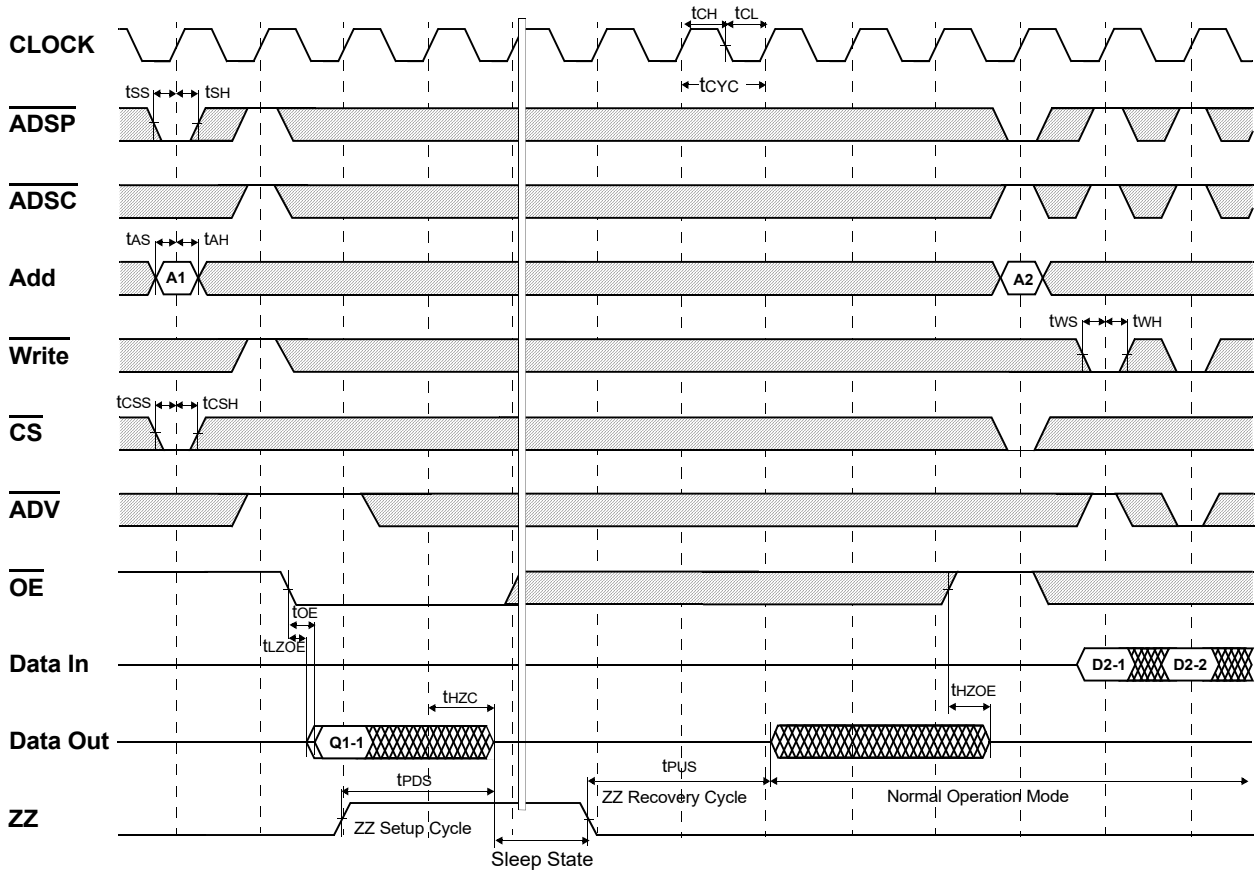 tCH tCL
CLOCK
tCYC
tSS tSH
ADSP
ADSC
tAS tAH
Add
A1
A2
tWS tWH
Write
tCSS tCSH
CS
ADV
OE
tOE
tLZOE
Data In
D2-1
D2-2
tHZC
tHZOE
Data Out
Q1-1
tPDS
tPUS
ZZ Recovery Cycle
Normal Operation Mode
ZZ
ZZ Setup Cycle
Sleep State